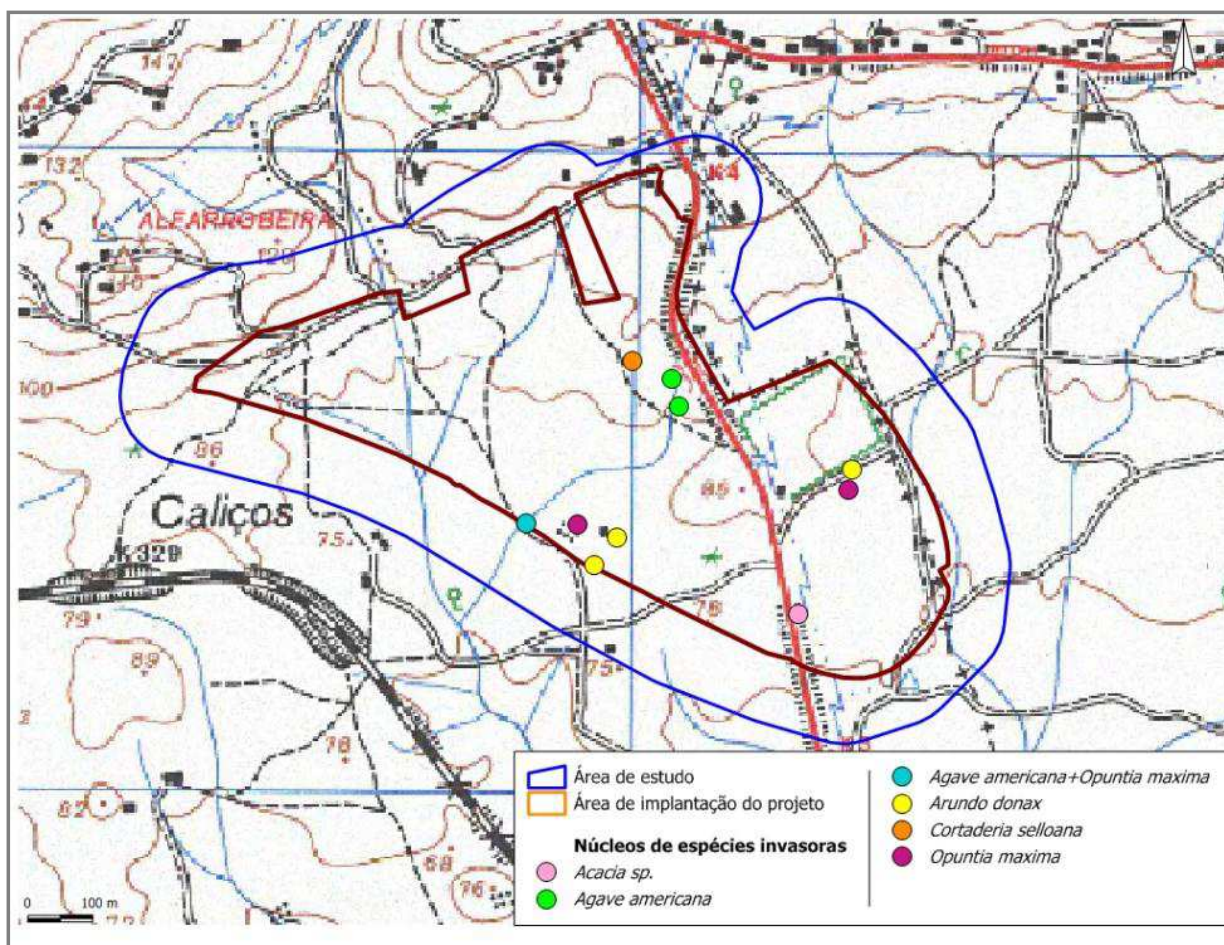 147
132
K4
ALFARROBEIRA
100
86
Caliços
K329
75
85
78
79
89
75
78
82
68
76
0 100 m
Área de estudo
Área de implantação do projeto
Núcleos de espécies invasoras
Acacia sp.
Agave americana
Agave americana+Opuntia maxima
Arundo donax
Cortaderia selloana
Opuntia maxima